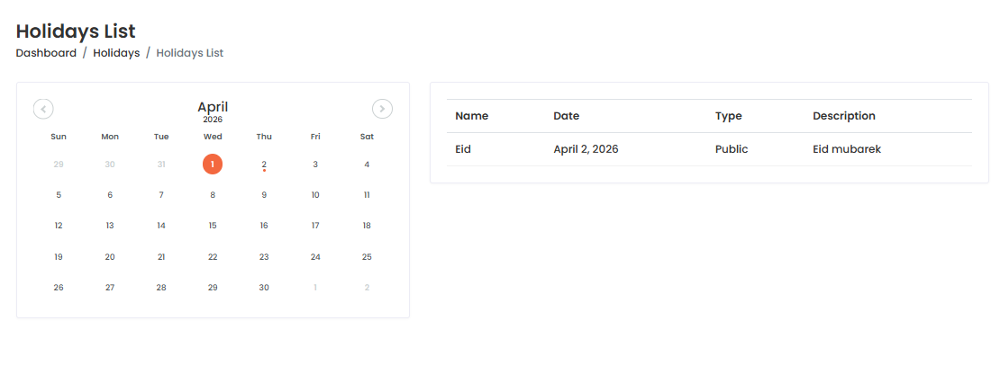 Holidays List
Dashboard / Holidays / Holidays List
April
2026
Sun Mon Tue Wed Thu Fri Sat
29 30 31 1 2 3 4
5 6 7 8 9 10 11
12 13 14 15 16 17 18
19 20 21 22 23 24 25
26 27 28 29 30 1 2
Name Date Type Description
Eid April 2, 2026 Public Eid mubarek